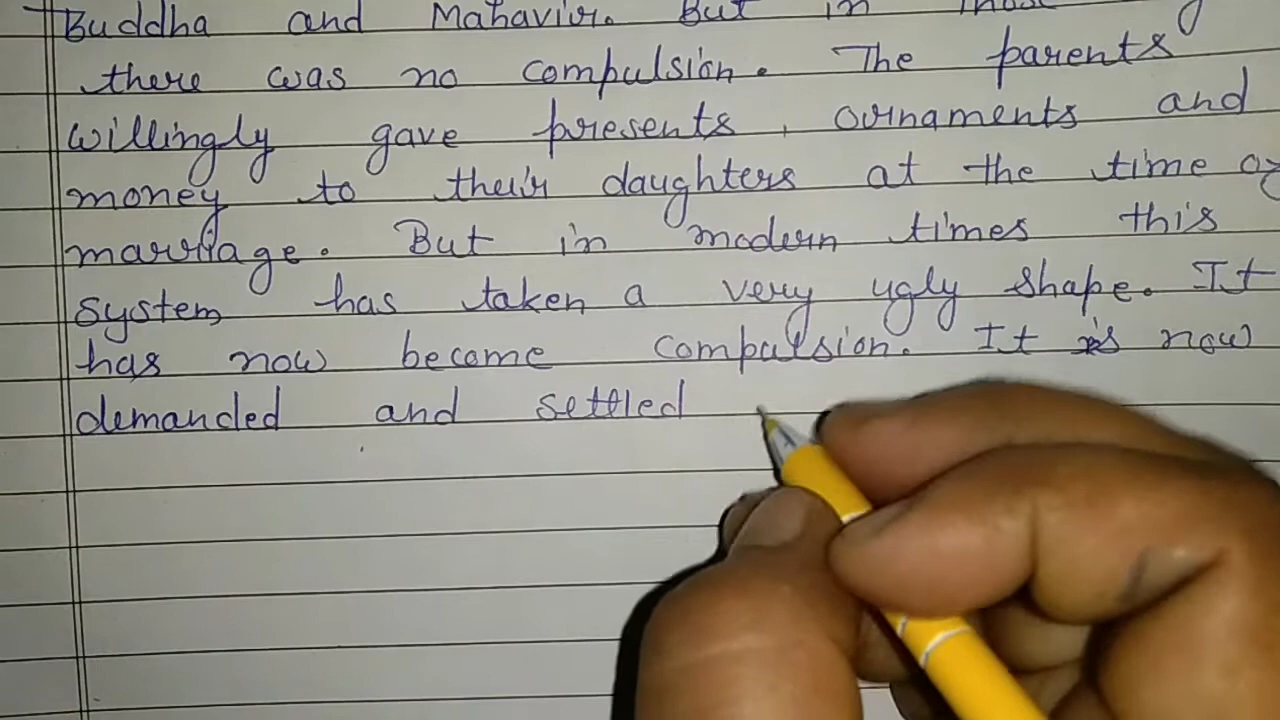 Buddha and Mahavir. But in
there was no compulsion. The parents
willingly gave presents, ornaments and
money to their daughters at the time of
marriage. But in modern times this
system has taken a very ugly shape. It
has now become compulsion. It is now
demanded and settled